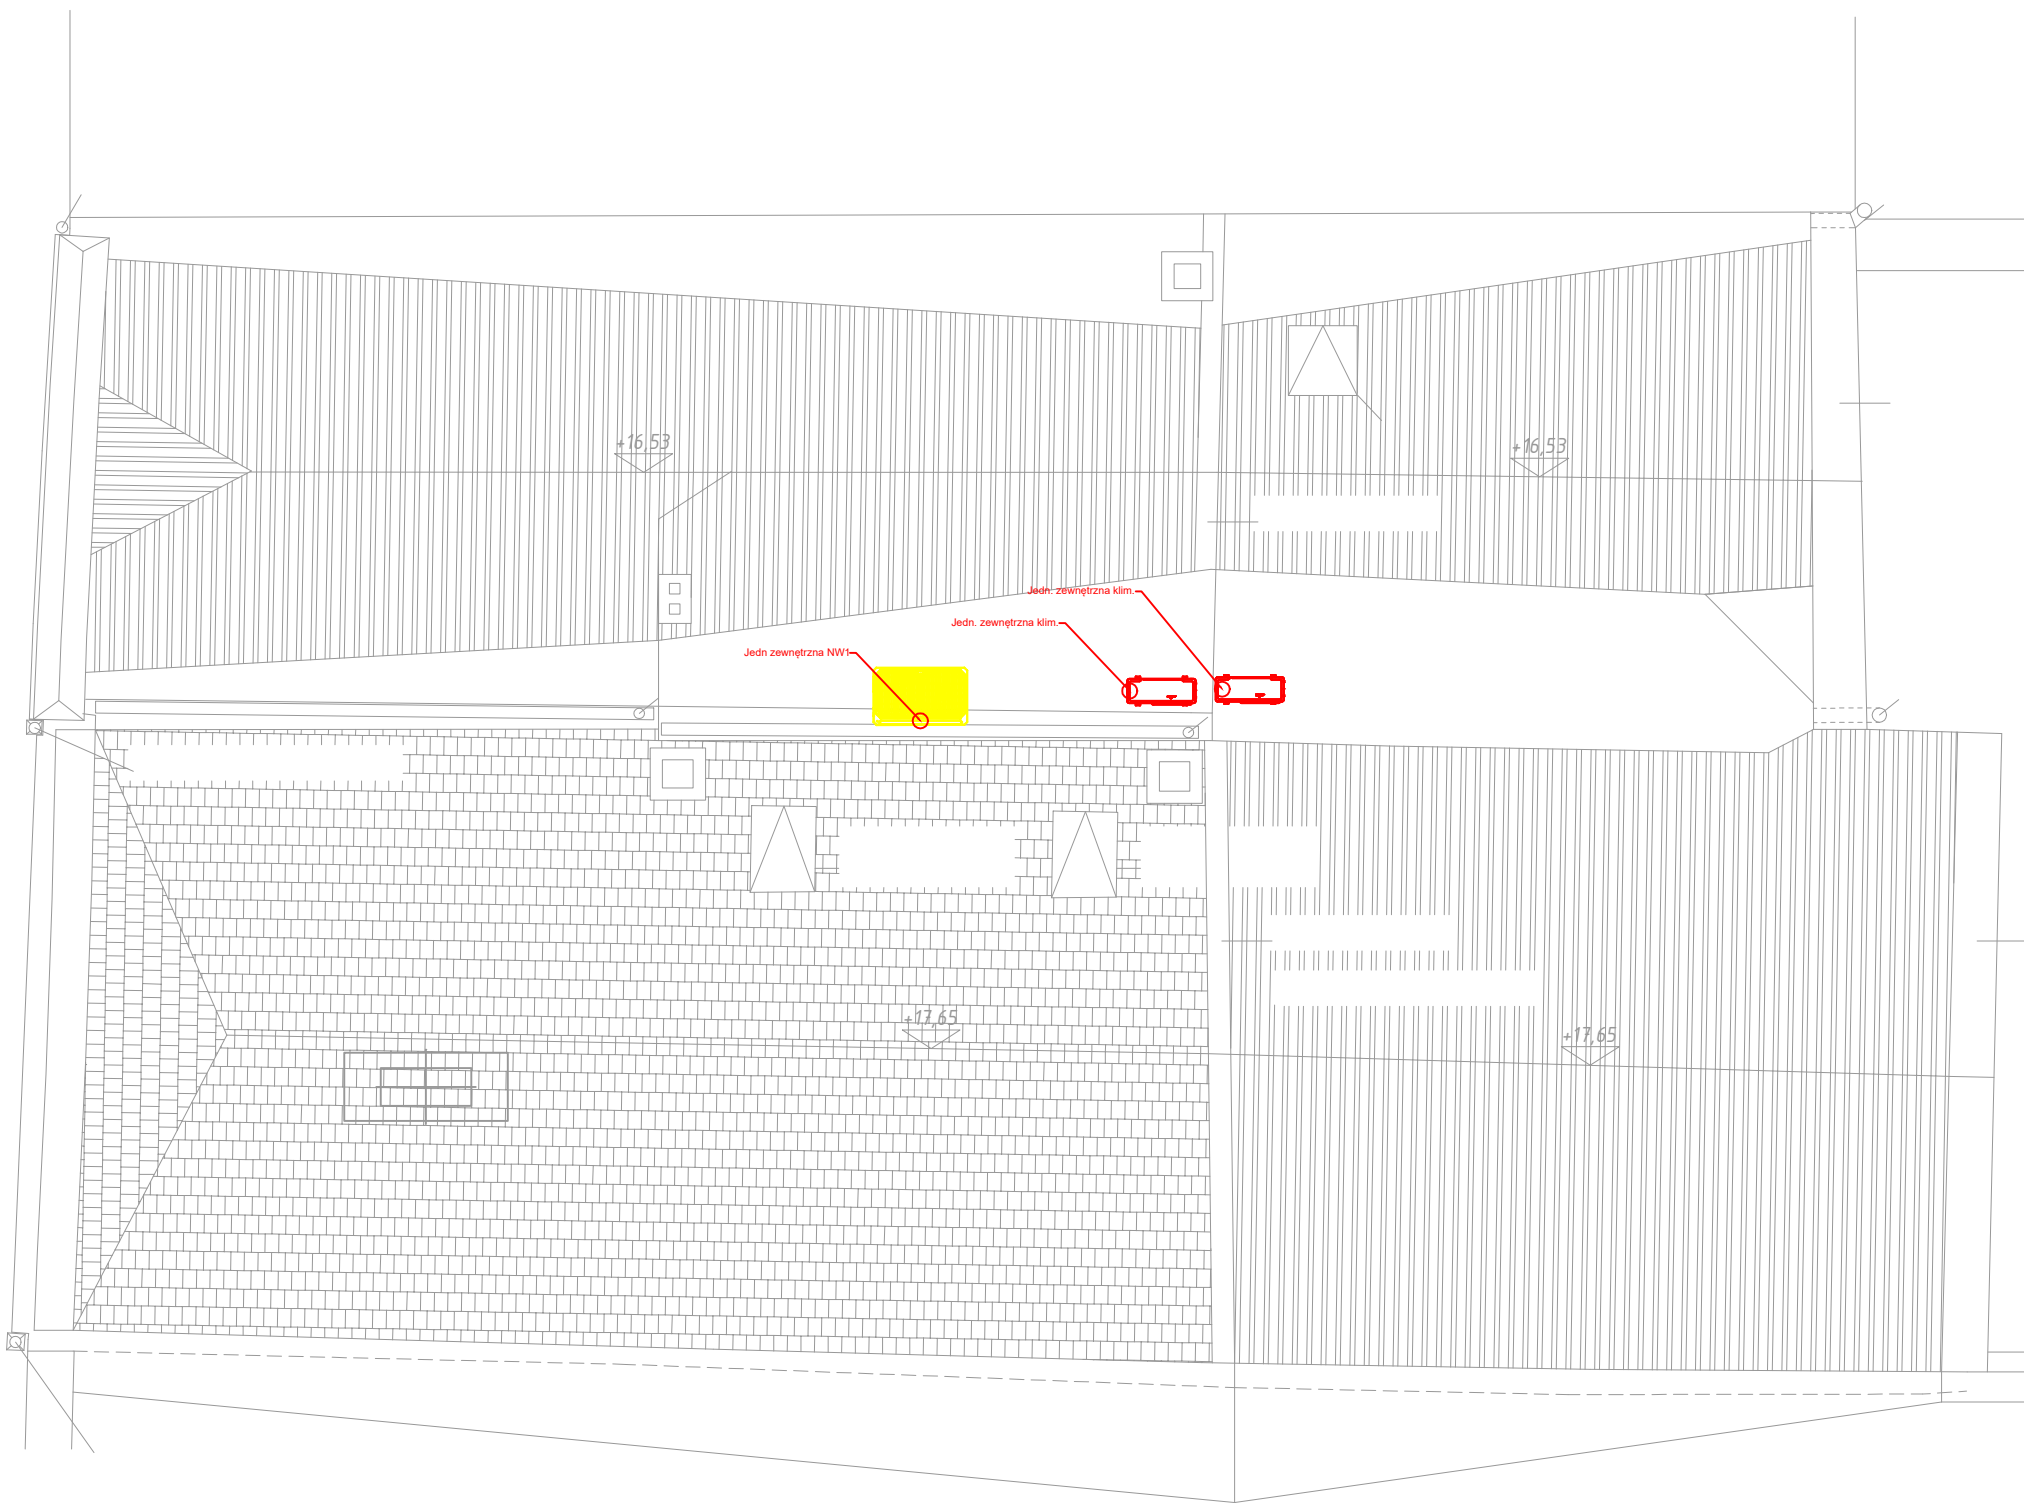 +16,53
+16,53
Jedn. zewnętrzna klim.
Jedn. zewnętrzna klim.
Jedn zewnętrzna NW1
+17,65
+17,65